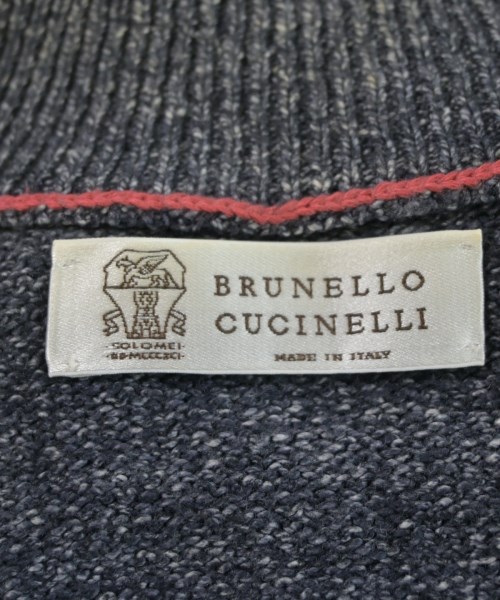 BRUNELLO
CUCINELLI
MADE IN ITALY
·SOLOMEI·